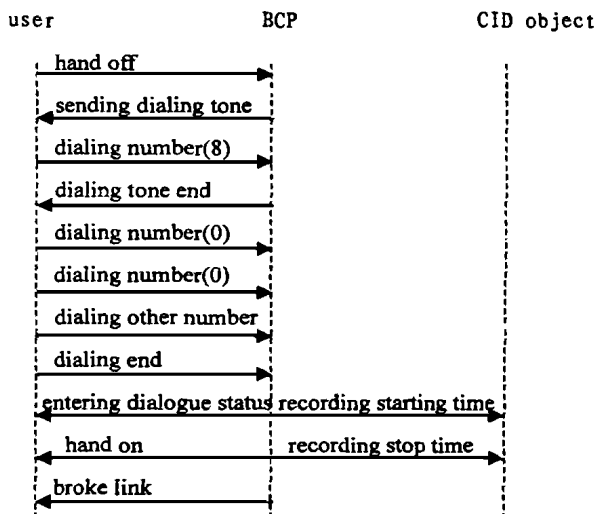 user BCP CID object
hand off
sending dialing tone
dialing number(8)
dialing tone end
dialing number(0)
dialing number(0)
dialing other number
dialing end
entering dialogue status recording starting time
hand on recording stop time
broke link